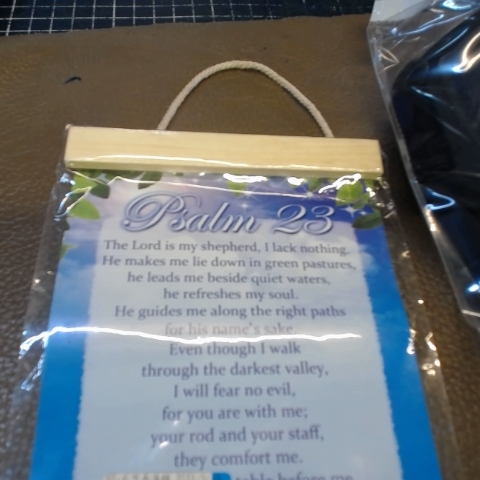 Psalm 23
The Lord is my shepherd, I lack nothing.
He makes me lie down in green pastures,
he leads me beside quiet waters,
he refreshes my soul.
He guides me along the right paths
for his name's sake.
Even though I walk
through the darkest valley,
I will fear no evil,
for you are with me;
your rod and your staff,
they comfort me.
table before me